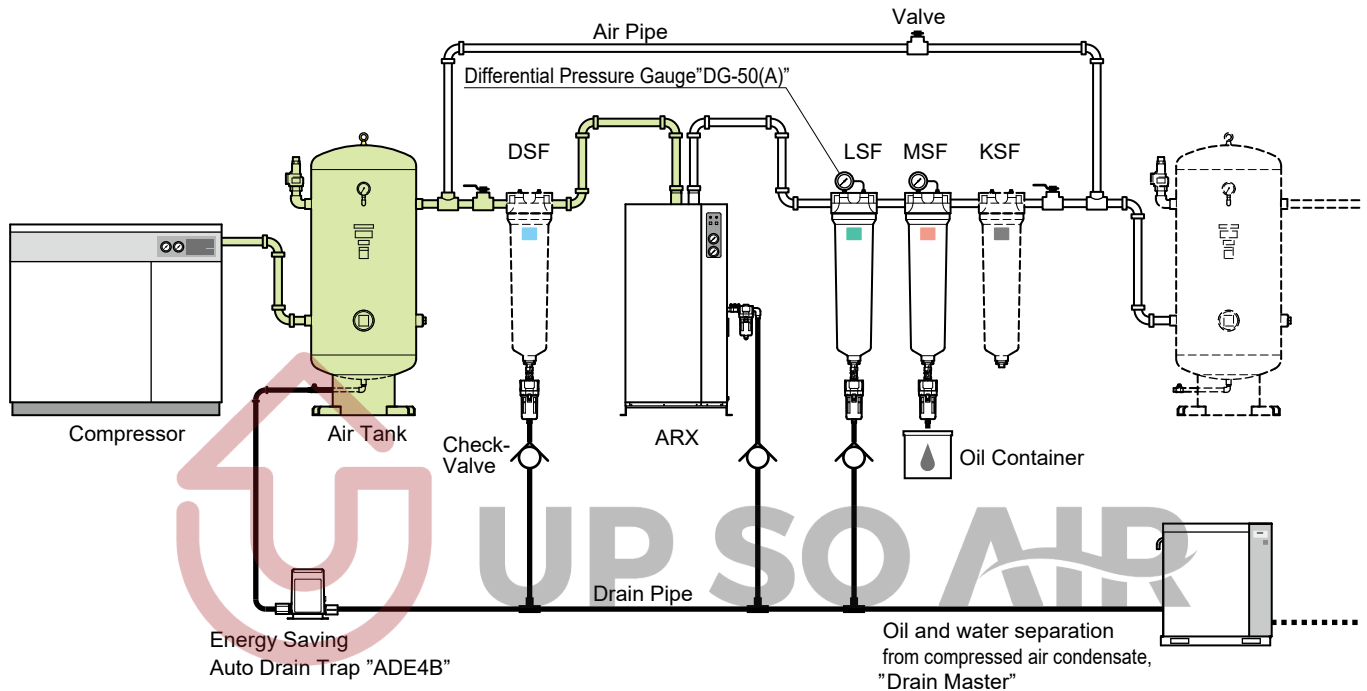 Valve
Air Pipe
Differential Pressure Gauge”DG-50(A)”
DSF
LSF
MSF
KSF
Compressor
Air Tank
Check-
Valve
ARX
Oil Container
UP SO AIR
Drain Pipe
Energy Saving
Auto Drain Trap ”ADE4B”
Oil and water separation
from compressed air condensate,
”Drain Master”